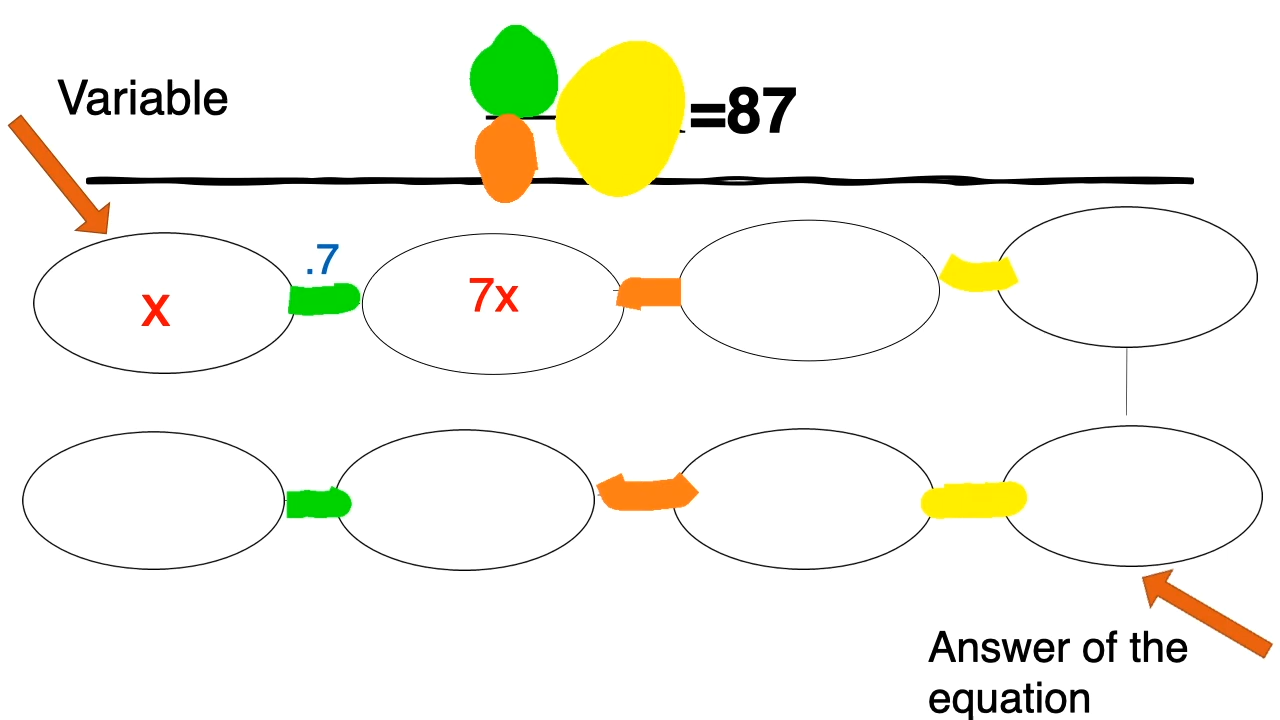 Variable
=87
.7
x
7x
Answer of the
equation